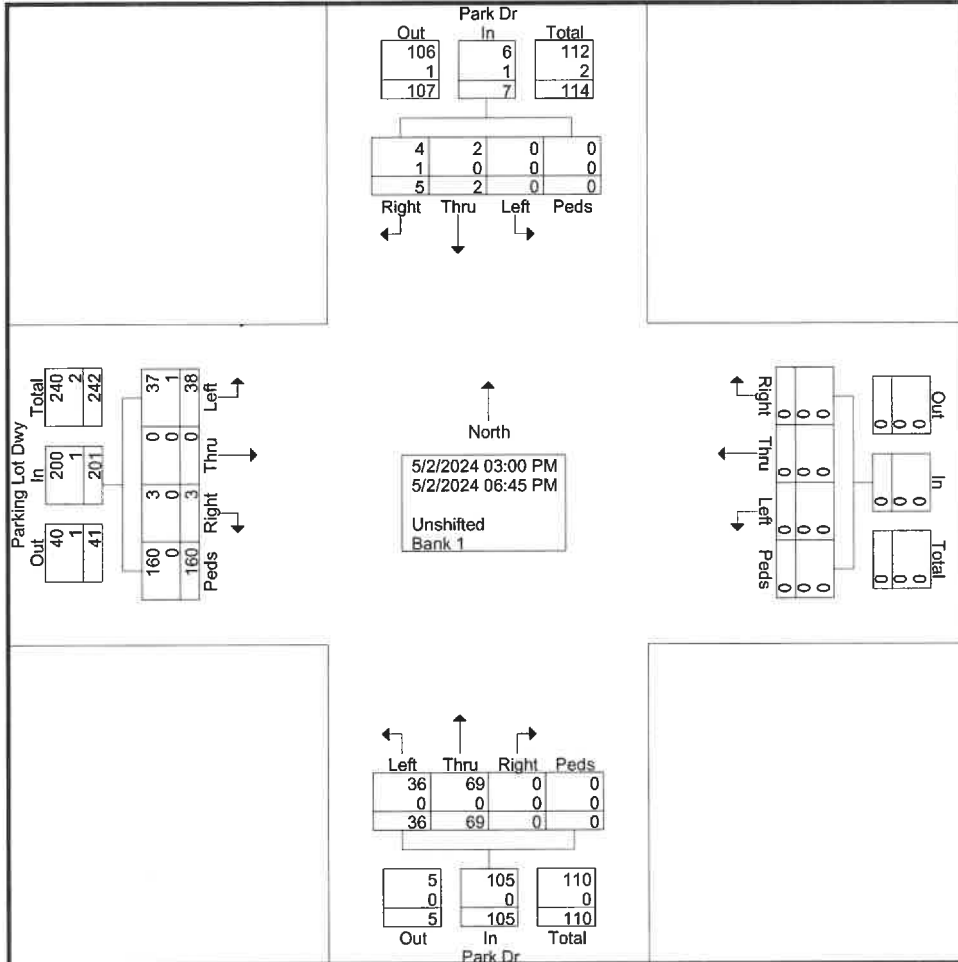 Park Dr
Out In Total
106 6 112
1 1 2
107 7 114
4 2 0 0
1 0 0 0
5 2 0 0
Right Thru Left Peds
Total
240
2
242
In
200
1
201
Out
40
1
41
Parking Lot Dwy
37 0 3 160
1 0 0 0
38 0 3 160
Left Thru Right Peds
North
5/2/2024 03:00 PM
5/2/2024 06:45 PM
Unshifted
Bank 1
Right Thru Left Peds
0 0 0 0
0 0 0 0
0 0 0 0
Out In Total
0 0 0
0 0 0
0 0 0
Left Thru Right Peds
36 69 0 0
0 0 0 0
36 69 0 0
5 105 110
0 0 0
5 105 110
Out In Total
Park Dr